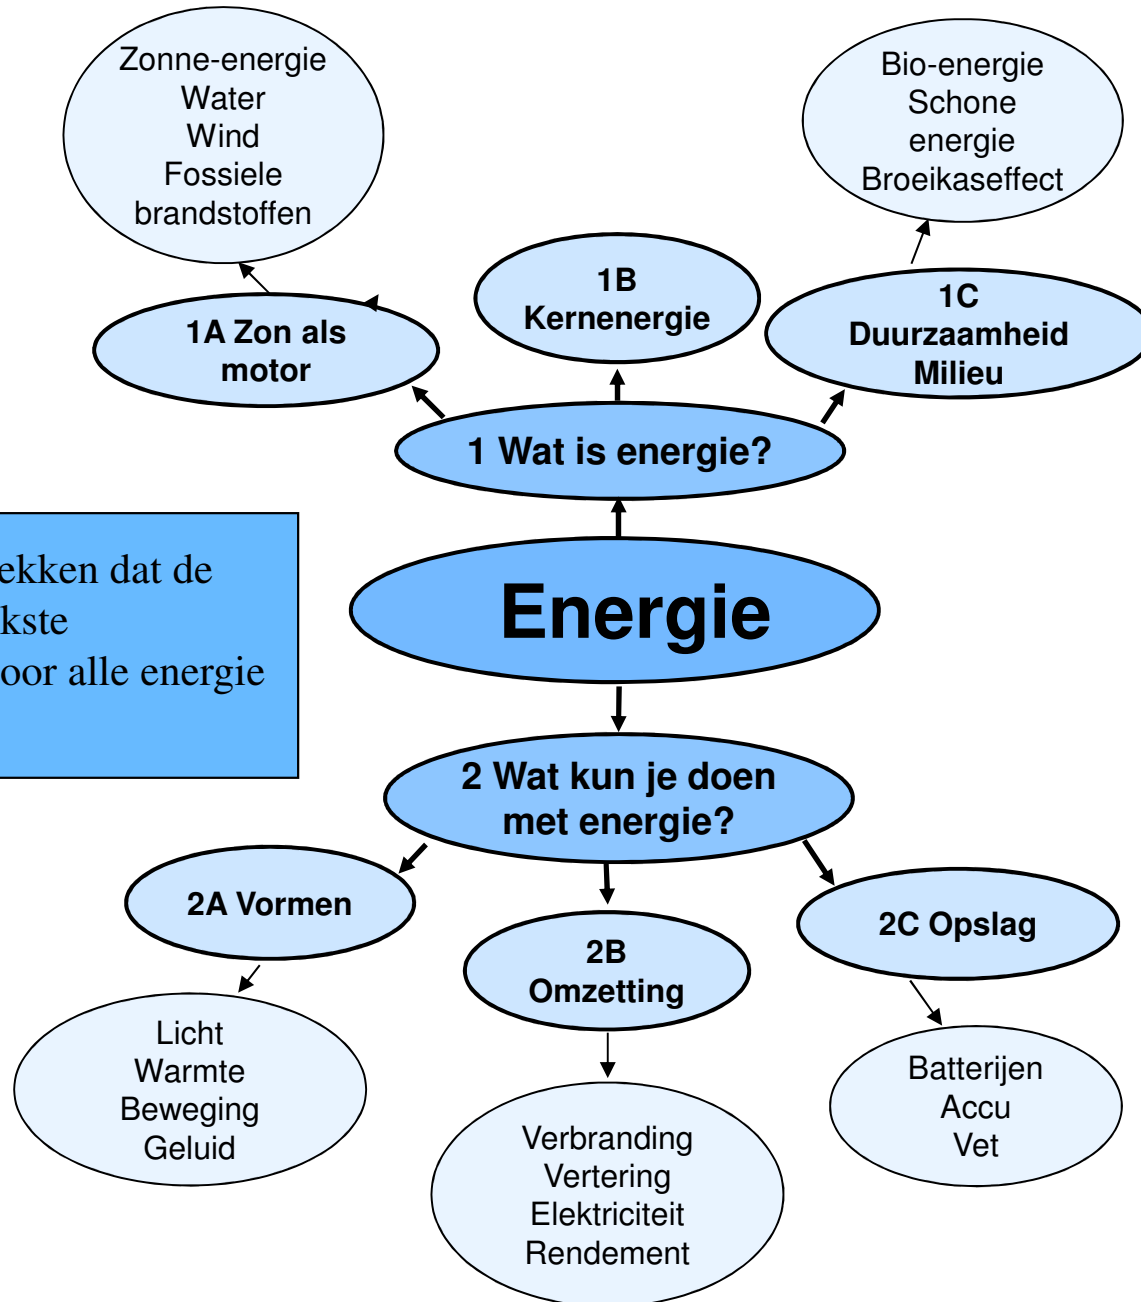 Zonne-energie
Water
Wind
Fossiele
brandstoffen
Bio-energie
Schone
energie
Broeikaseffect
1A Zon als
motor
1B
Kernenergie
1C
Duurzaamheid
Milieu
1 Wat is energie?
ekken dat de
kste
oor alle energie
Energie
2 Wat kun je doen
met energie?
2A Vormen
2B
Omzetting
2C Opslag
Licht
Warmte
Beweging
Geluid
Verbranding
Vertering
Elektriciteit
Rendement
Batterijen
Accu
Vet